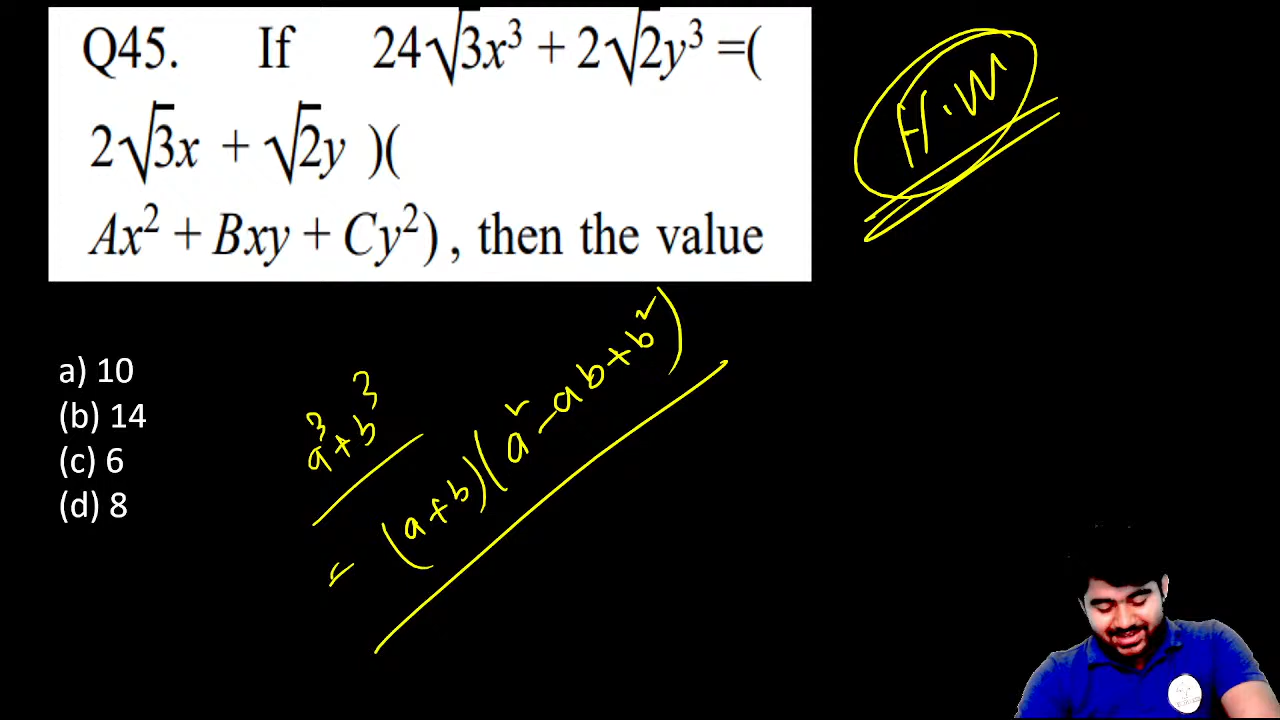 Q45. If 24√3x³ + 2√2y³ =(
2√3x + √2y )(
Ax² + Bxy + Cy²) , then the value
H.W
a) 10
(b) 14
(c) 6
(d) 8
a³+b³
= (a+b)(a²-ab+b²)